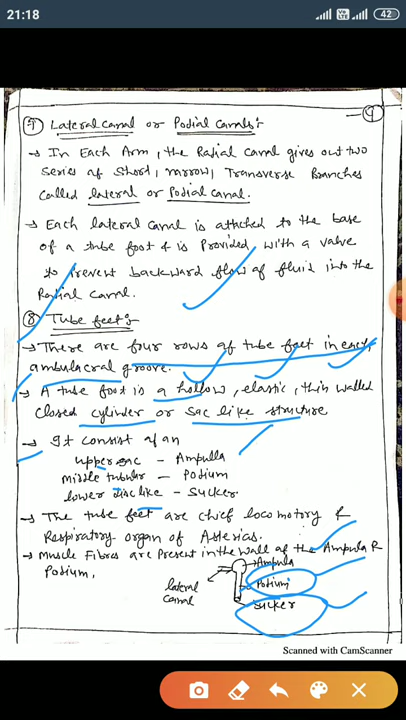 21:18
42
④
⑦ Lateral Canal or Podial Canals:-
→ In Each Arm, the Radial Canal gives out two
series of Short, narrow, Transverse Branches
Called lateral or Podial Canal.
→ Each lateral Canal is attached to the base
of a tube foot & is Provided with a valve
to Prevent backward flow of fluid into the
Radial Canal.
⑧ Tube feet:-
→ There are four rows of tube feet in every
ambulacral groove.
→ A tube foot is a hollow, elastic, thin walled
Closed cylinder or Sac like structure
→ It consist of an
upper sac - Ampulla
Middle tubular - Podium
lower disc like - Sucker
→ The tube feet are chief locomotory &
Respiratory organ of Asterias.
→ Muscle Fibres are Present in the wall of the Ampulla &
Podium.
Ampulla
lateral Canal
Podium
Sucker
Scanned with CamScanner